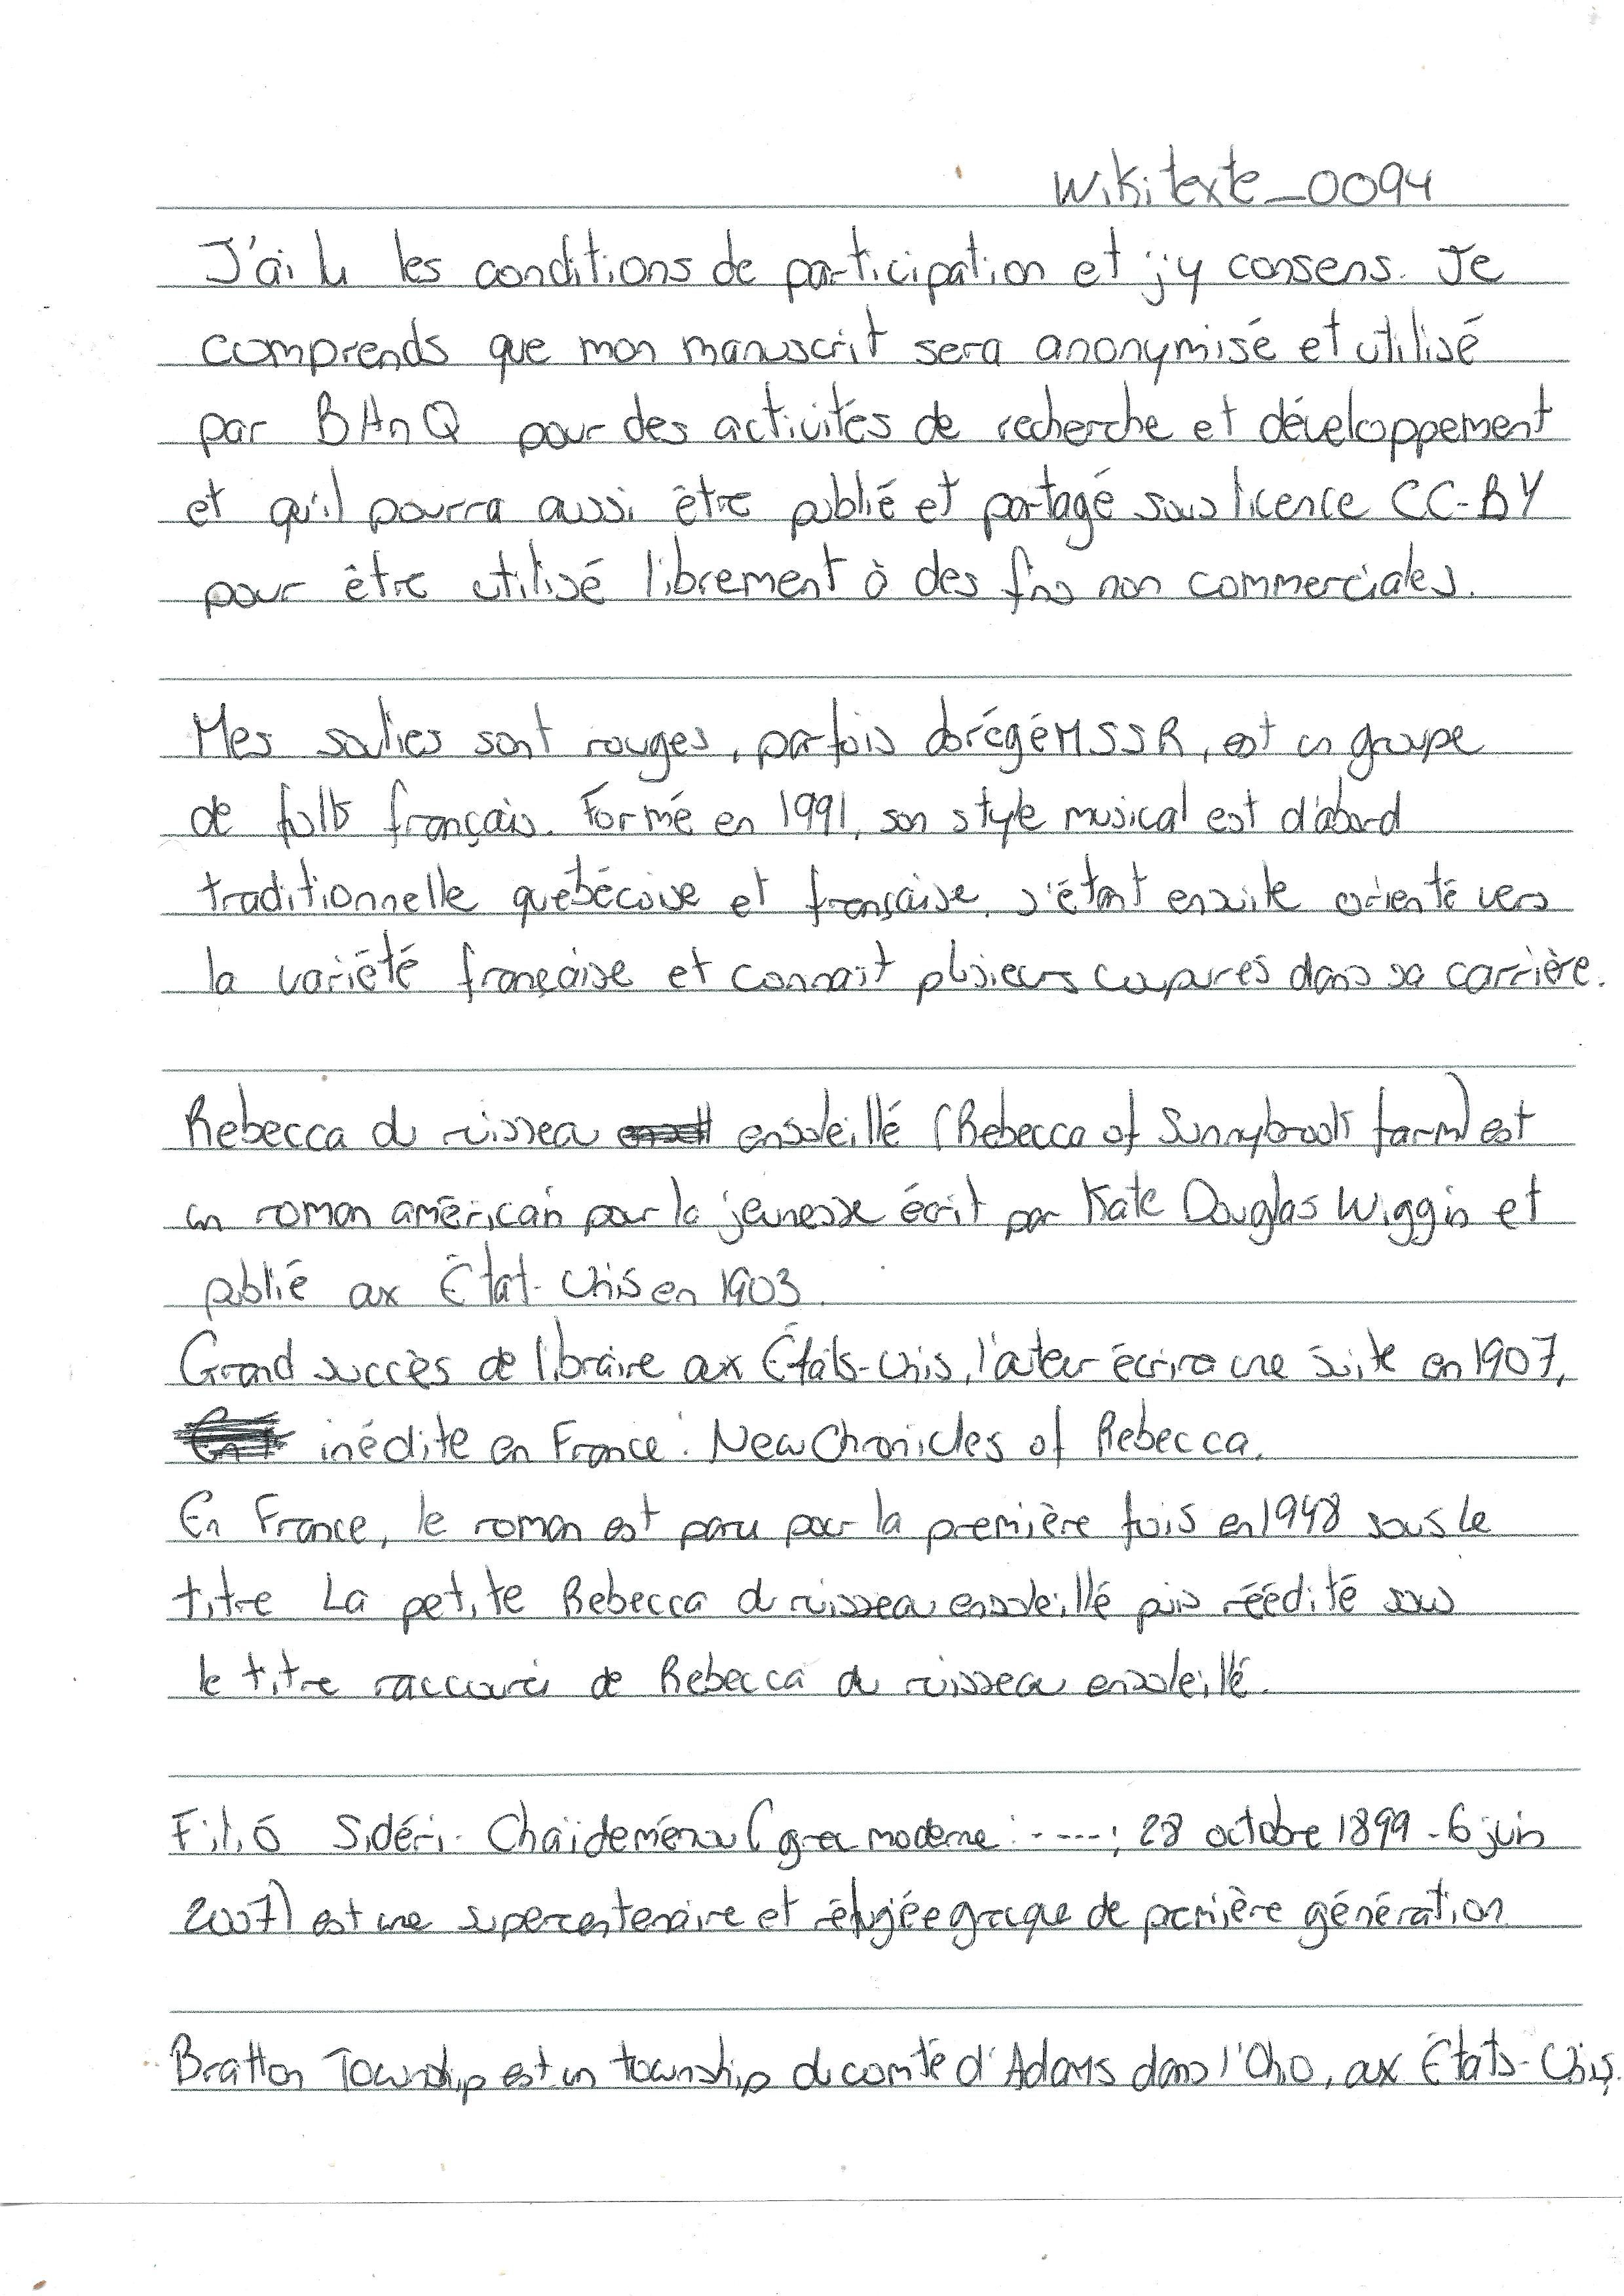 Wikitexte_0094
J'ai lu les conditions de participation et j'y consens. Je
comprends que mon manuscrit sera anonymisé et utilisé
par BAnQ pour des activités de recherche et développement
et qu'il pourra aussi être publié et partagé sous licence CC-BY
pour être utilisé librement à des fins non commerciales.
Mes souliers sont rouges, parfois abrégé MSSR, est un groupe
de folk français. Formé en 1991, son style musical est d'abord
traditionnelle québécoise et française, s'étant ensuite orienté vers
la variété française et connait plusieurs coupures dans sa carrière.
Rebecca du ruisseau ensoleillé (Rebecca of Sunnybrook farm) est
un roman américain pour la jeunesse écrit par Kate Douglas Wiggin et
publié aux État-Unis en 1903.
Grand succès de libraire aux États-Unis, l'auteur écrira une suite en 1907,
inédite en France : New Chronicles of Rebecca.
En France, le roman est paru pour la première fois en 1948 sous le
titre La petite Rebecca du ruisseau ensoleillé puis réédité sous
le titre raccourci de Rebecca du ruisseau ensoleillé.
Filió Sidéri- Chaïdeménou (grec moderne : ----; 28 octobre 1899 - 6 juin
2007) est une supercentenaire et réfugiée grecque de première génération
Bratton Township est un township du comté d'Adams dans l'Ohio, aux États-Unis.